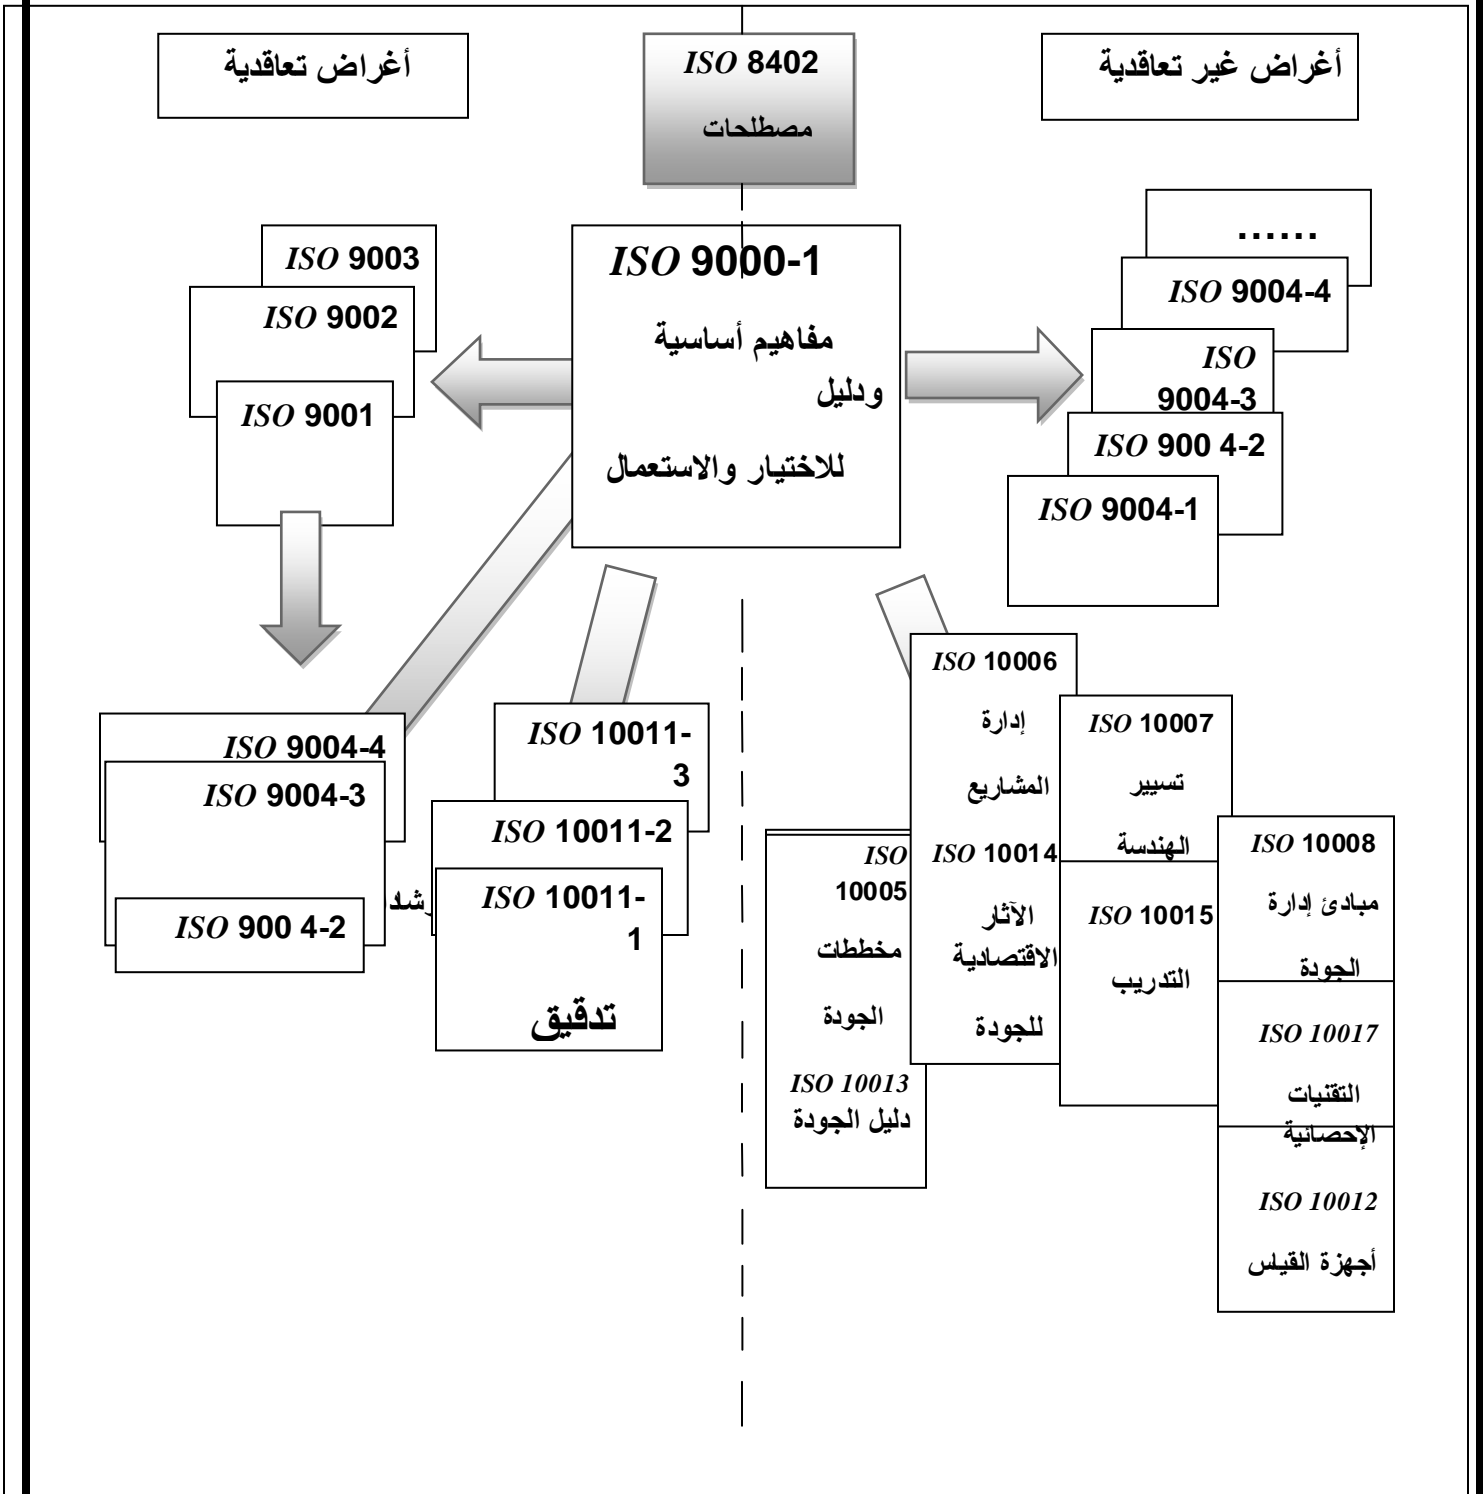 أغراض غير تعاقدية
ISO 8402
مصطلحات
أغراض تعاقدية
ISO 9000-1
مفاهيم أساسية
ودليل
للاختيار والاستعمال
......
ISO 9004-4
ISO
9004-3
ISO 900 4-2
ISO 9004-1
ISO 9003
ISO 9002
ISO 9001
ISO 10006
إدارة
المشاريع
ISO 10014
الآثار
الاقتصادية
للجودة
ISO 10007
تسيير
الهندسة
ISO 10015
التدريب
ISO 10008
مبادئ إدارة
الجودة
ISO 10017
التقنيات
الإحصائية
ISO 10012
أجهزة القياس
ISO
10005
مخططات
الجودة
ISO 10013
دليل الجودة
ISO 10011-
3
ISO 10011-2
ISO 10011-
1
تدقيق
ISO 9004-4
ISO 9004-3
ISO 900 4-2